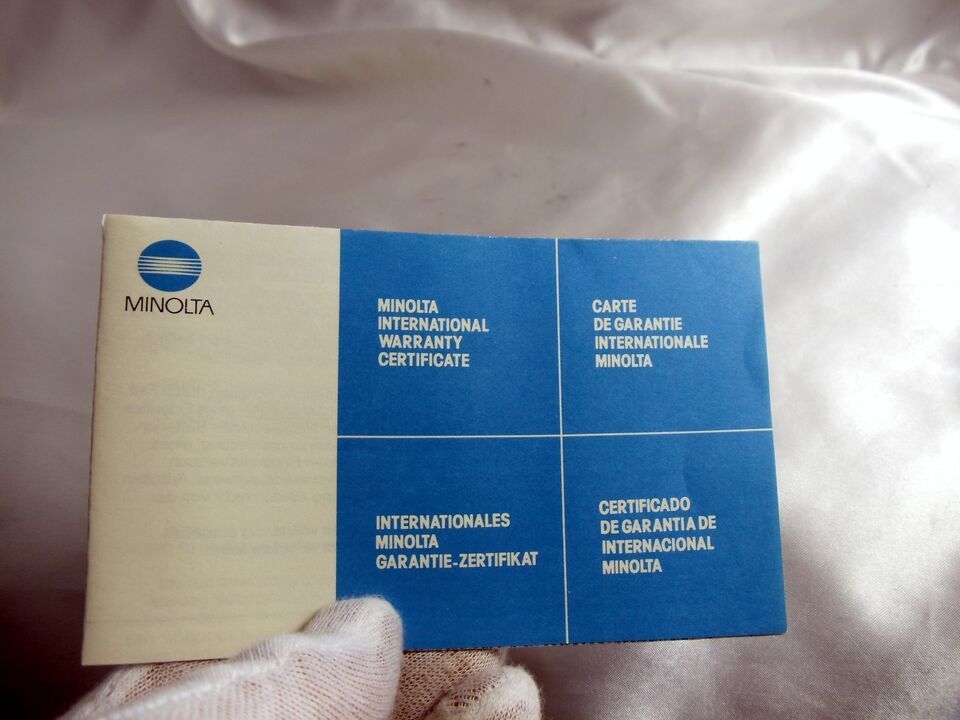 MINOLTA
MINOLTA
INTERNATIONAL
WARRANTY
CERTIFICATE
CARTE
DE GARANTIE
INTERNATIONALE
MINOLTA
INTERNATIONALES
MINOLTA
GARANTIE-ZERTIFIKAT
CERTIFICADO
DE GARANTIA DE
INTERNACIONAL
MINOLTA